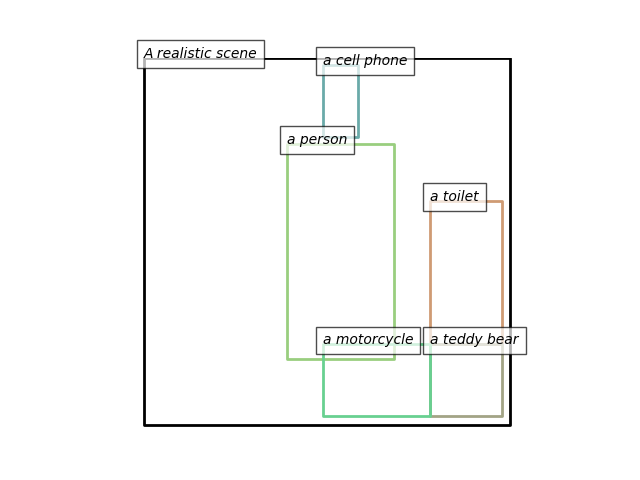 A realistic scene
a cell phone
a person
a toilet
a motorcycle
a teddy bear